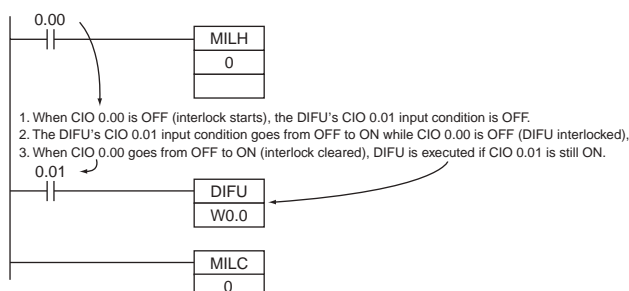 0.00
MILH
0
1. When CIO 0.00 is OFF (interlock starts), the DIFU's CIO 0.01 input condition is OFF.
2. The DIFU's CIO 0.01 input condition goes from OFF to ON while CIO 0.00 is OFF (DIFU interlocked),
3. When CIO 0.00 goes from OFF to ON (interlock cleared), DIFU is executed if CIO 0.01 is still ON.
0.01
DIFU
W0.0
MILC
0